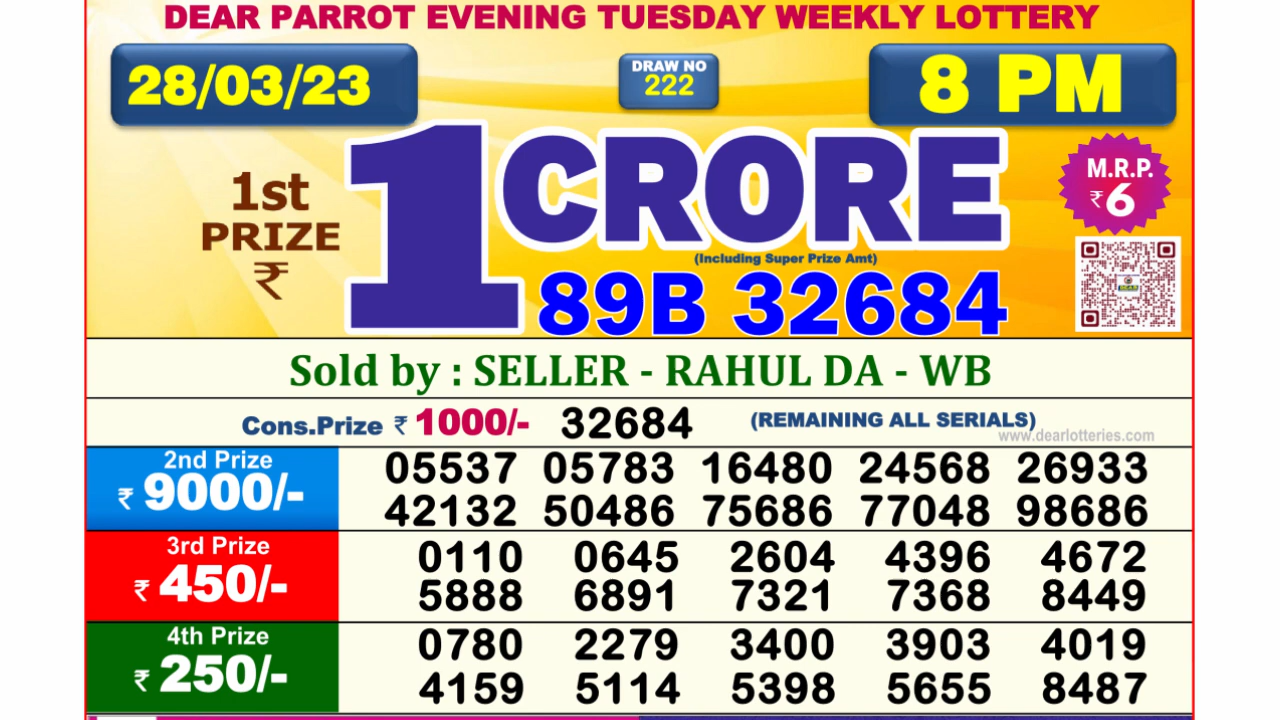 DEAR PARROT EVENING TUESDAY WEEKLY LOTTERY
28/03/23
DRAW NO
222
8 PM
1st
PRIZE
₹
1 CRORE
(Including Super Prize Amt)
89B 32684
M.R.P.
₹ 6
Sold by : SELLER - RAHUL DA - WB
Cons.Prize ₹ 1000/- 32684 (REMAINING ALL SERIALS)
www.dearlotteries.com
2nd Prize
₹ 9000/-
05537 05783 16480 24568 26933
42132 50486 75686 77048 98686
3rd Prize
₹ 450/-
0110 0645 2604 4396 4672
5888 6891 7321 7368 8449
4th Prize
₹ 250/-
0780 2279 3400 3903 4019
4159 5114 5398 5655 8487